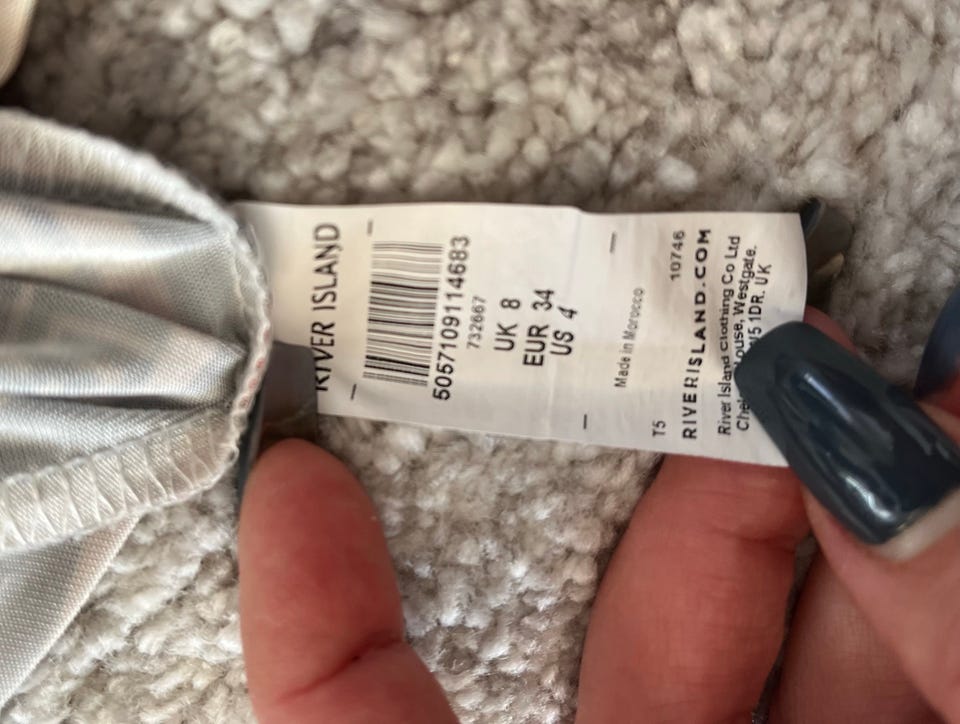 RIVER ISLAND
5057109114683
732667
UK 8
EUR 34
US 4
Made in Morocco
T5 10746
RIVERISLAND.COM
River Island Clothing Co Ltd
House, Westgate,
1DR. UK